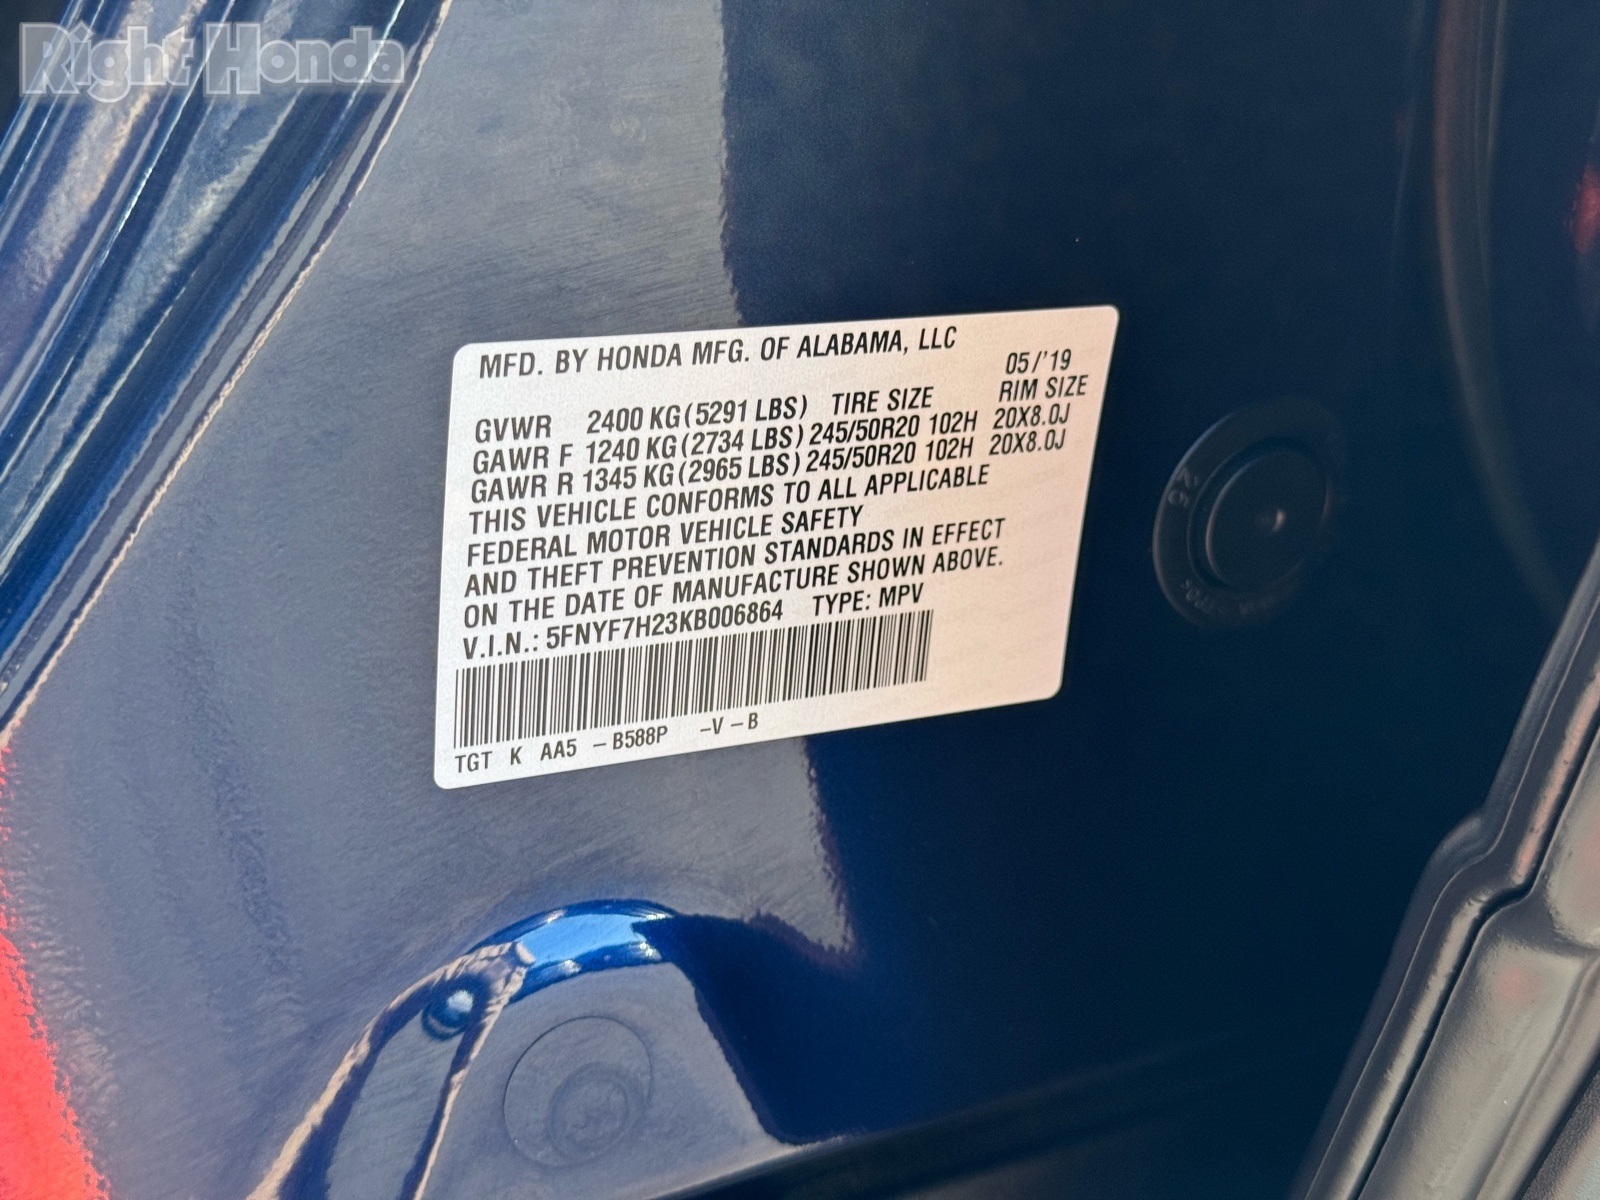 Right Honda
MFD. BY HONDA MFG. OF ALABAMA, LLC
05/'19
GVWR 2400 KG (5291 LBS) TIRE SIZE RIM SIZE
GAWR F 1240 KG (2734 LBS) 245/50R20 102H 20X8.0J
GAWR R 1345 KG (2965 LBS) 245/50R20 102H 20X8.0J
THIS VEHICLE CONFORMS TO ALL APPLICABLE
FEDERAL MOTOR VEHICLE SAFETY
AND THEFT PREVENTION STANDARDS IN EFFECT
ON THE DATE OF MANUFACTURE SHOWN ABOVE.
V.I.N.: 5FNYF7H23KB006864 TYPE: MPV
TGT K AA5 – B588P –V – B
25